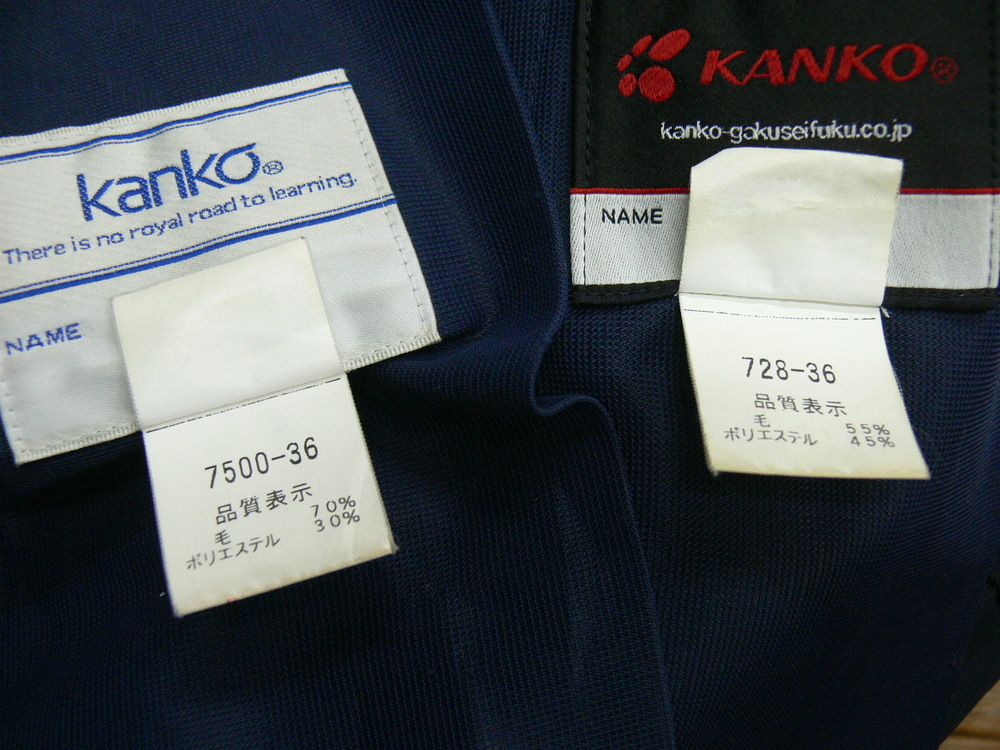 kanko®
There is no royal road to learning.
NAME
7500-36
品質表示
毛 70%
ポリエステル 30%
KANKO®
kanko-gakuseifuku.co.jp
NAME
728-36
品質表示
毛 55%
ポリエステル 45%